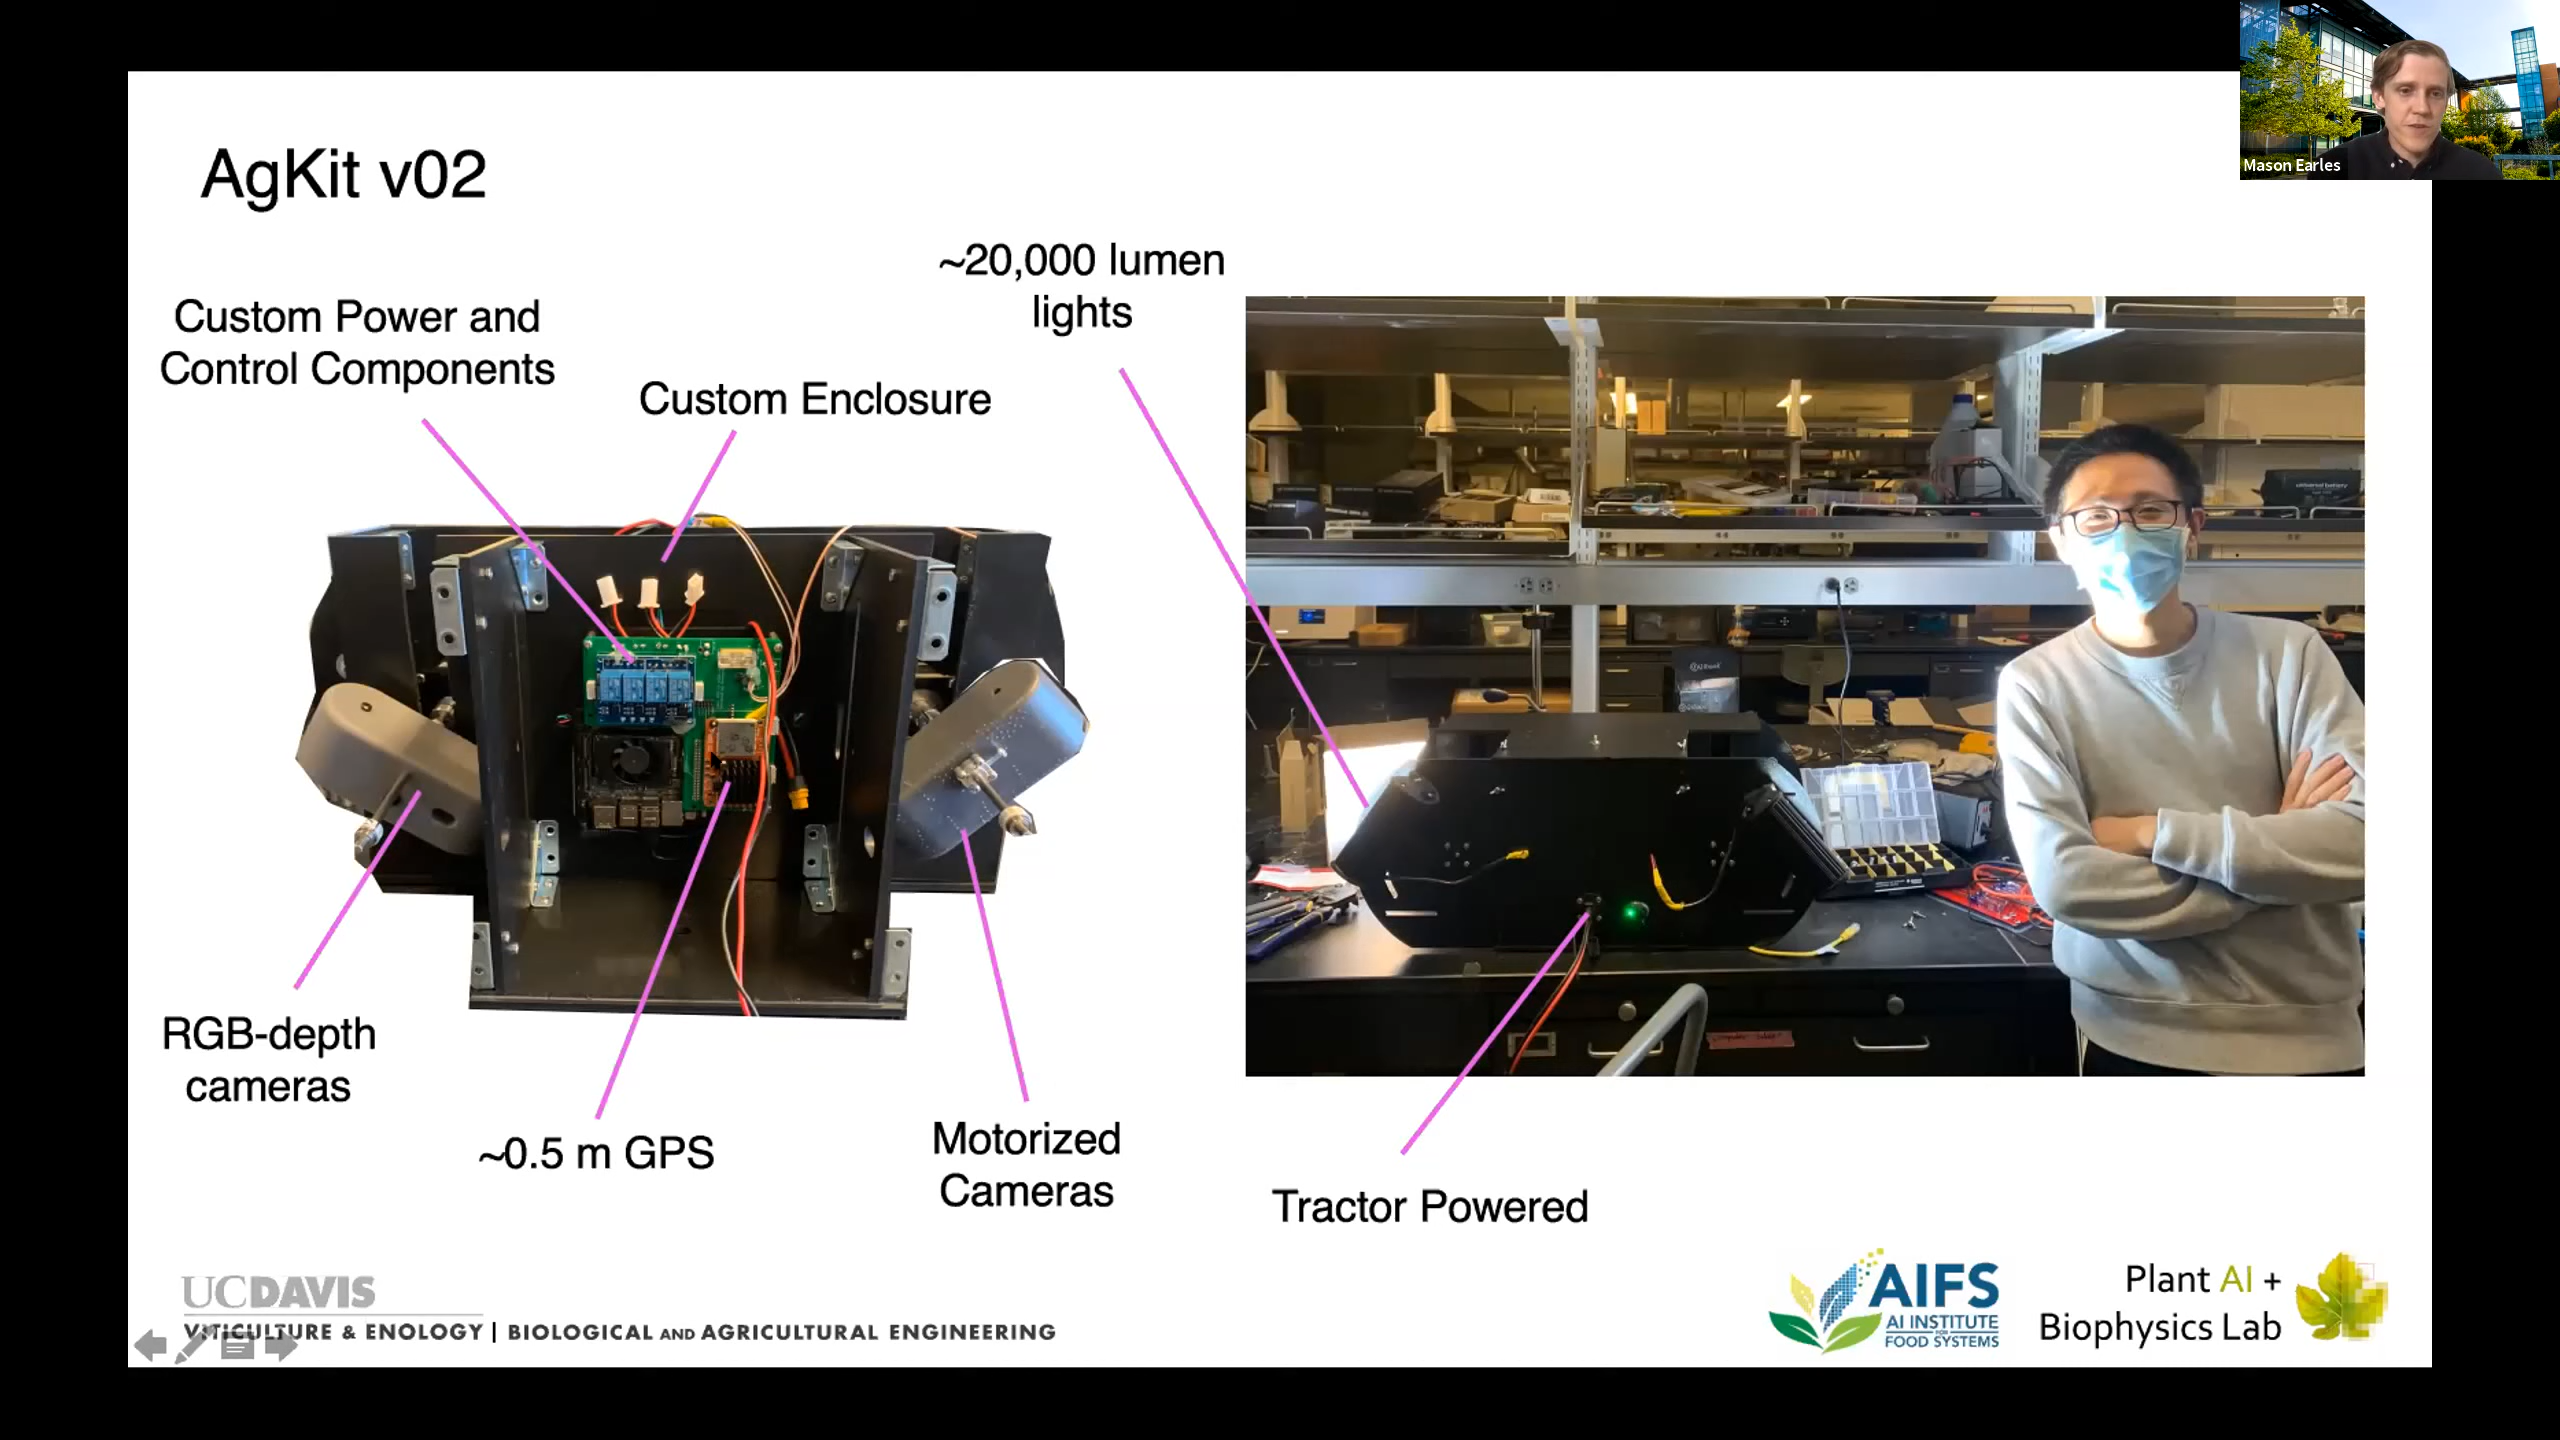 Mason Earles
AgKit v02
~20,000 lumen
lights
Custom Power and
Control Components
Custom Enclosure
RGB-depth
cameras
~0.5 m GPS
Motorized
Cameras
Tractor Powered
UCDAVIS
VITICULTURE & ENOLOGY | BIOLOGICAL AND AGRICULTURAL ENGINEERING
AIFS
AI INSTITUTE
FOR
FOOD SYSTEMS
Plant AI +
Biophysics Lab